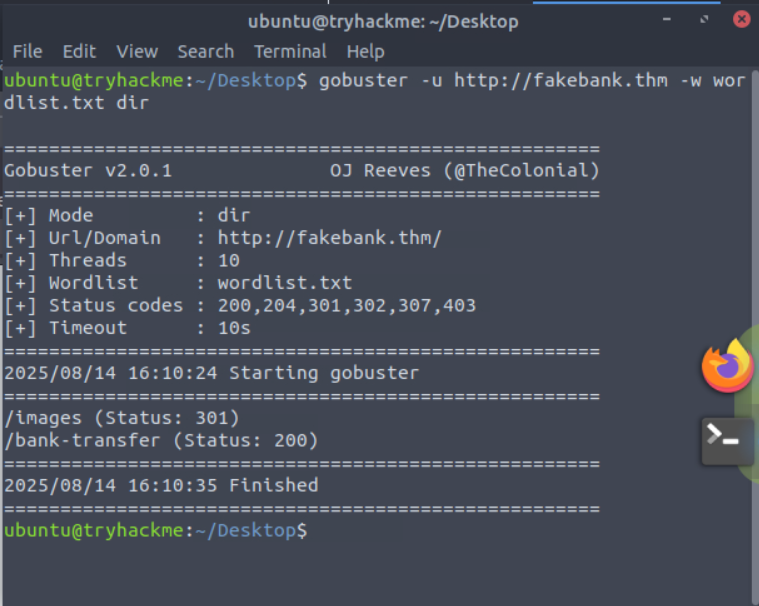 ubuntu@tryhackme: ~/Desktop
File Edit View Search Terminal Help
ubuntu@tryhackme:~/Desktop$ gobuster -u http://fakebank.thm -w wor
dlist.txt dir
=====================================================
Gobuster v2.0.1              OJ Reeves (@TheColonial)
=====================================================
[+] Mode         : dir
[+] Url/Domain   : http://fakebank.thm/
[+] Threads      : 10
[+] Wordlist     : wordlist.txt
[+] Status codes : 200,204,301,302,307,403
[+] Timeout      : 10s
=====================================================
2025/08/14 16:10:24 Starting gobuster
=====================================================
/images (Status: 301)
/bank-transfer (Status: 200)
=====================================================
2025/08/14 16:10:35 Finished
=====================================================
ubuntu@tryhackme:~/Desktop$